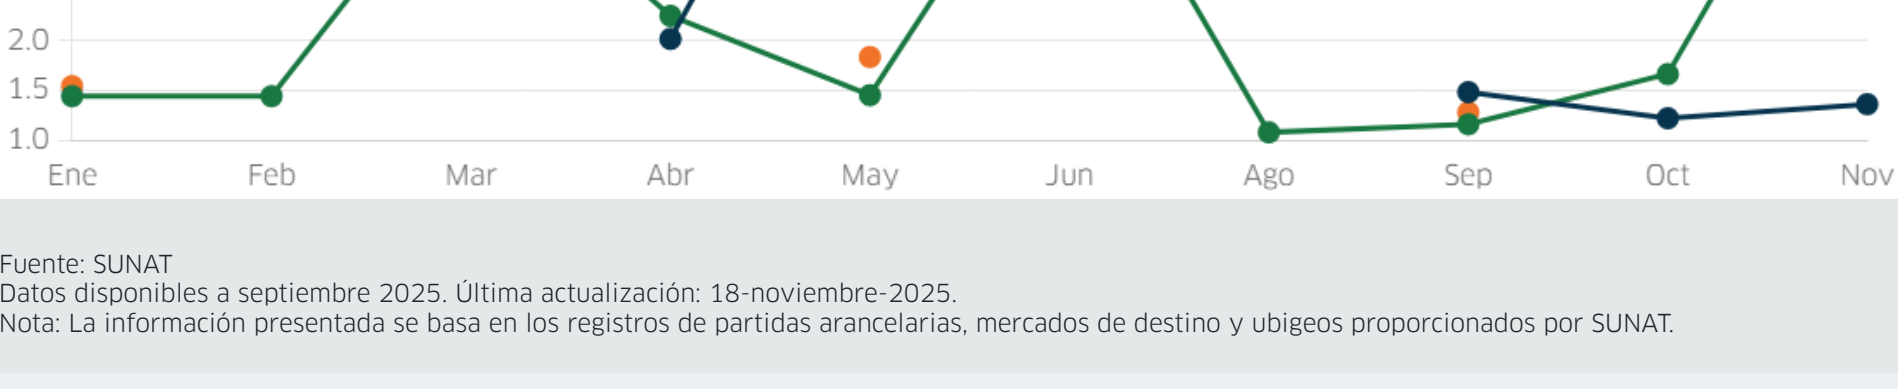 2.0
1.5
1.0
Ene Feb Mar Abr May Jun Ago Sep Oct Nov
Fuente: SUNAT
Datos disponibles a septiembre 2025. Última actualización: 18-noviembre-2025.
Nota: La información presentada se basa en los registros de partidas arancelarias, mercados de destino y ubigeos proporcionados por SUNAT.